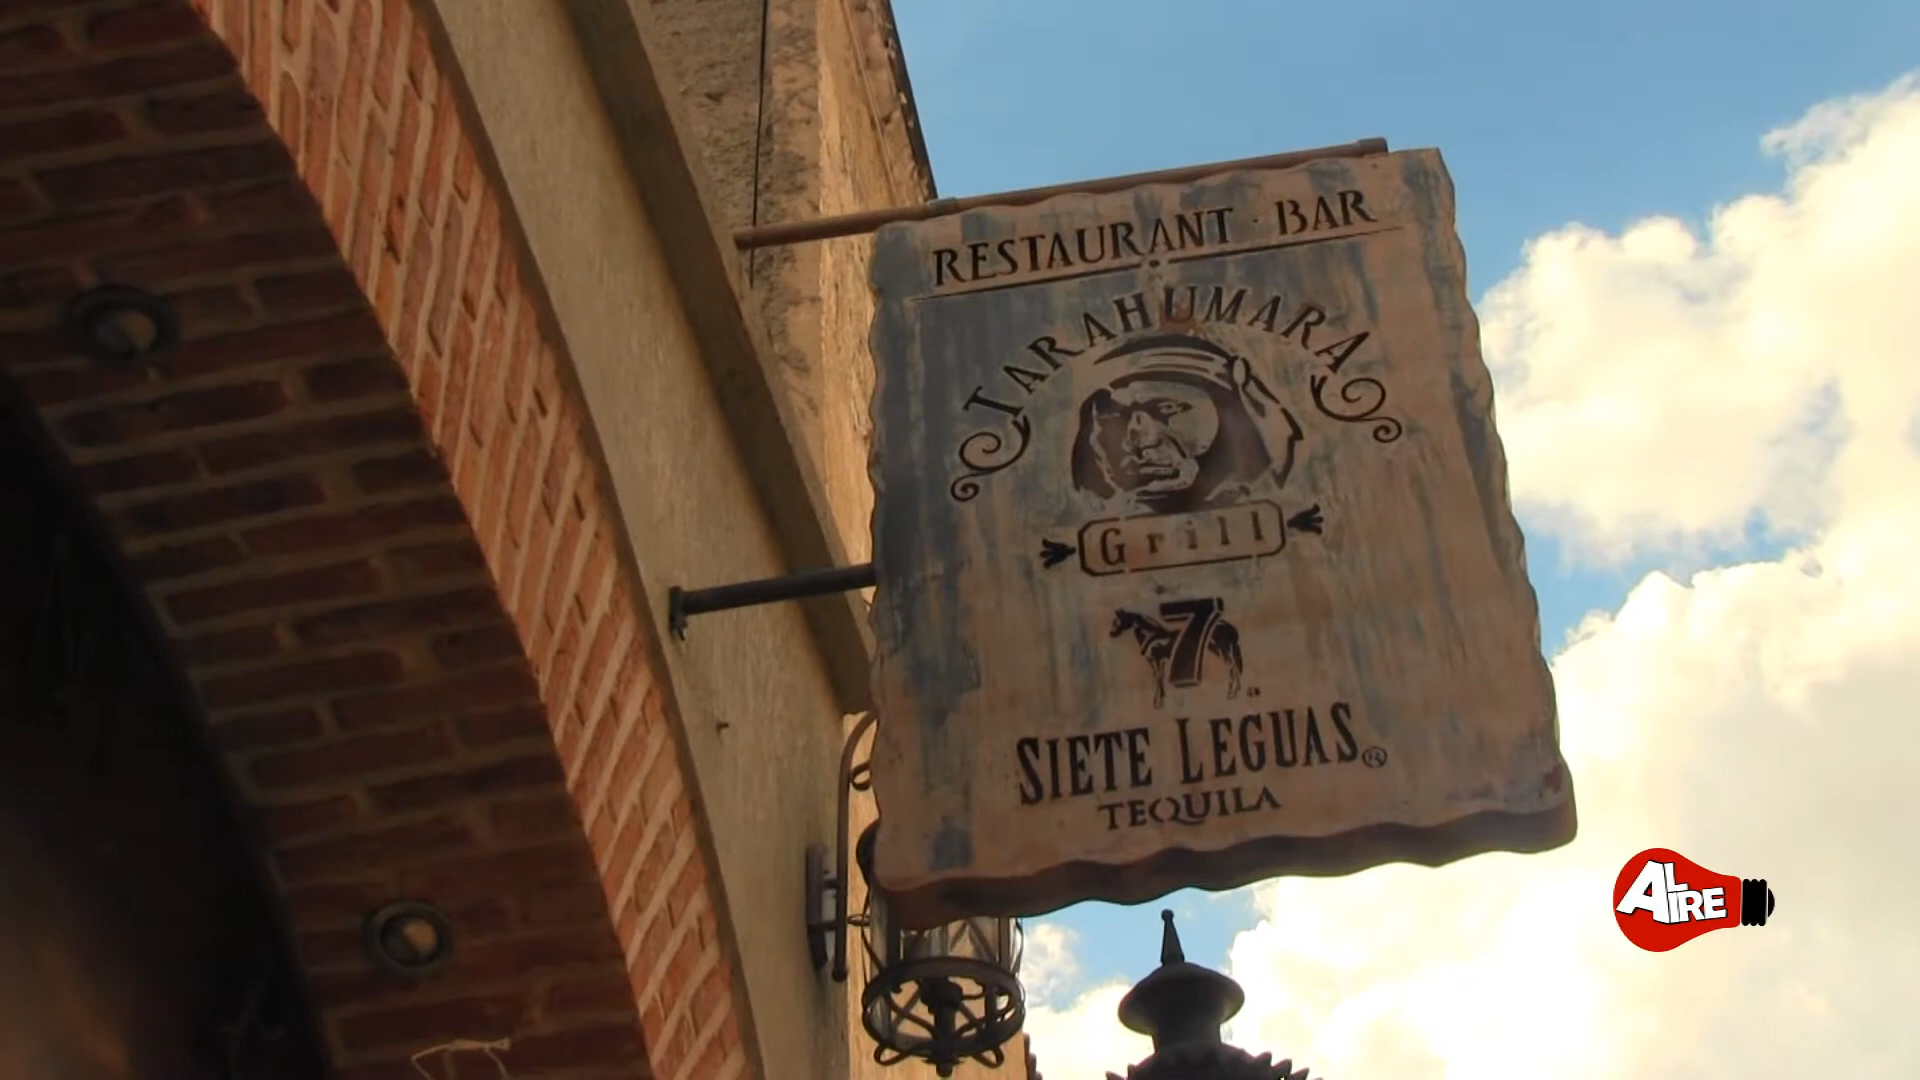 RESTAURANT · BAR
TARAHUMARA
Grill
7
SIETE LEGUAS®
TEQUILA
AL AIRE